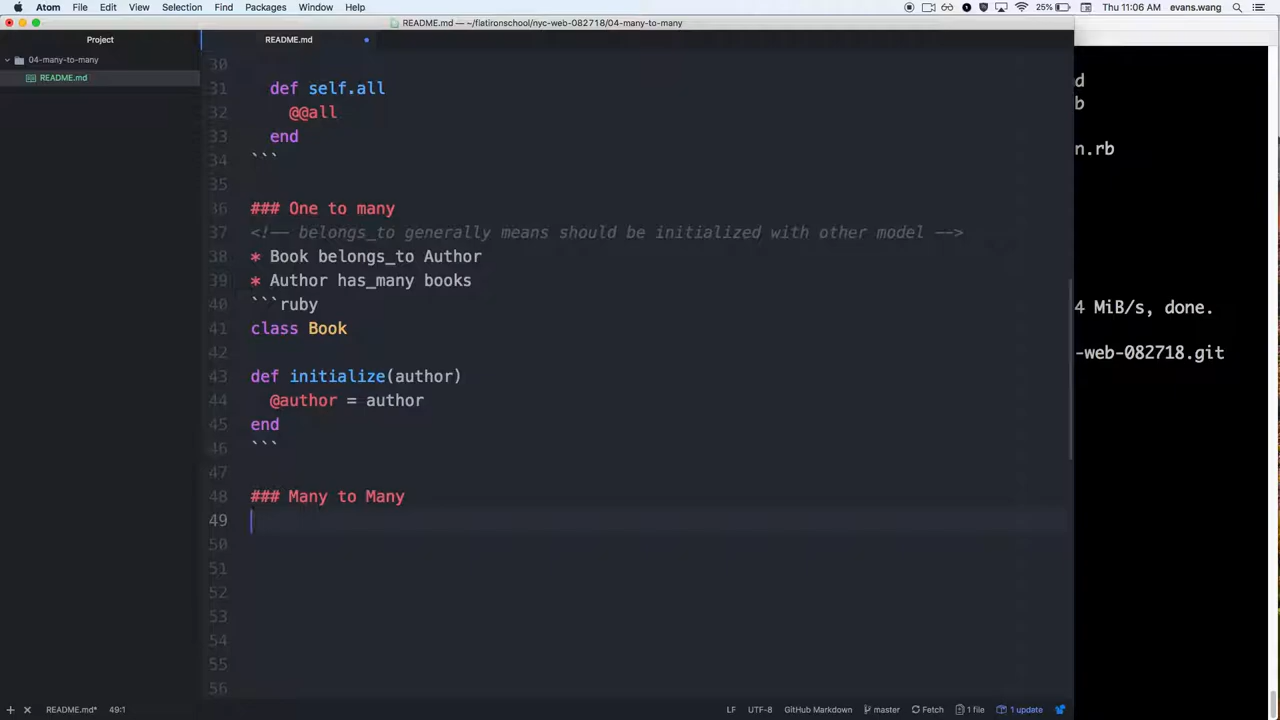 Atom File Edit View Selection Find Packages Window Help 25% Thu 11:06 AM evans.wang
README.md — ~/flatironschool/nyc-web-082718/04-many-to-many
Project
README.md
04-many-to-many
README.md
30
31 def self.all
32 @@all
33 end
34 ```
35
36 ### One to many
37 <!-- belongs_to generally means should be initialized with other model -->
38 * Book belongs_to Author
39 * Author has_many books
40 ```ruby
41 class Book
42
43 def initialize(author)
44 @author = author
45 end
46 ```
47
48 ### Many to Many
49
50
51
52
53
54
55
56
d
b
n.rb
4 MiB/s, done.
-web-082718.git
README.md* 49:1 LF UTF-8 GitHub Markdown master Fetch 1 file 1 update